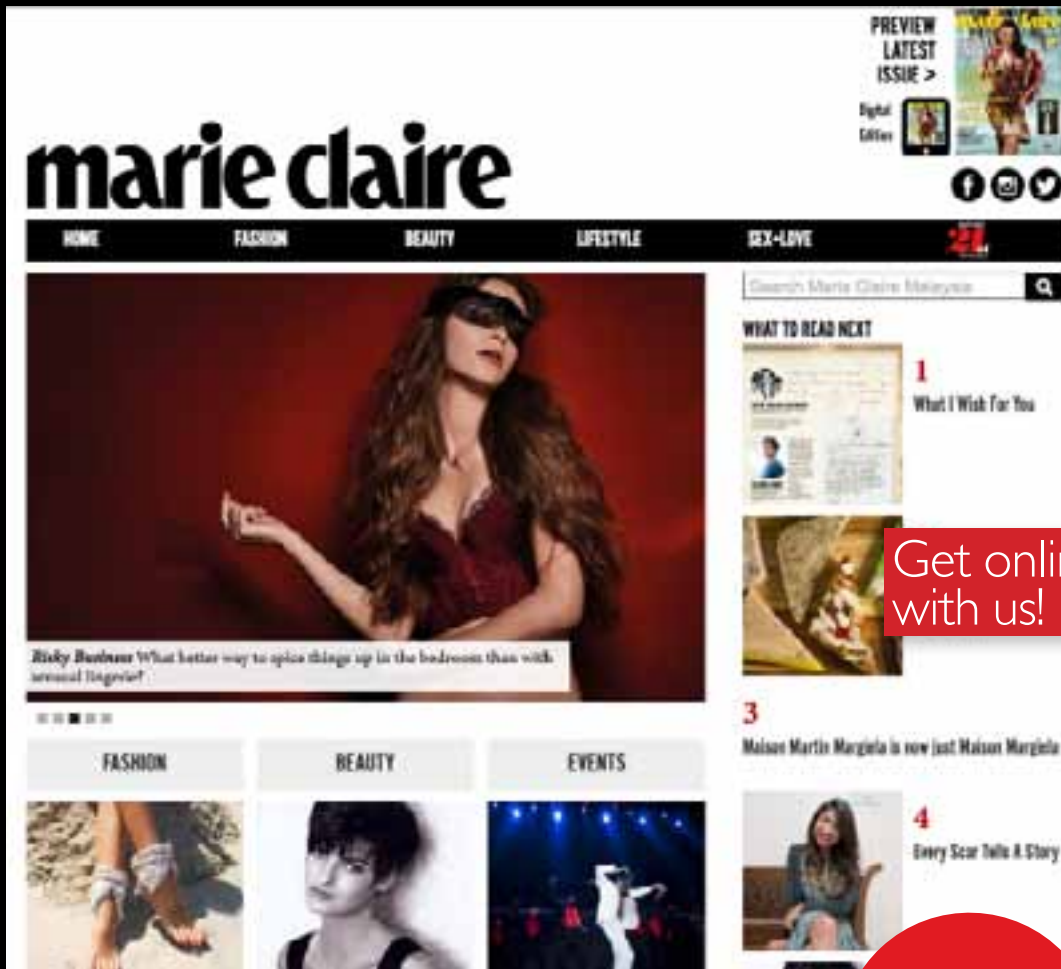 PREVIEW
LATEST
ISSUE >
Digital
Edition
marie claire
HOME FASHION BEAUTY LIFESTYLE SEX+LOVE
Search Marie Claire Malaysia
WHAT TO READ NEXT
1
What I Wish For You
Get onli
with us!
Risky Business What better way to spice things up in the bedroom than with
sensual lingerie?
3
Maison Martin Margiela is now just Maison Margiela
FASHION BEAUTY EVENTS
4
Every Scar Tells A Story